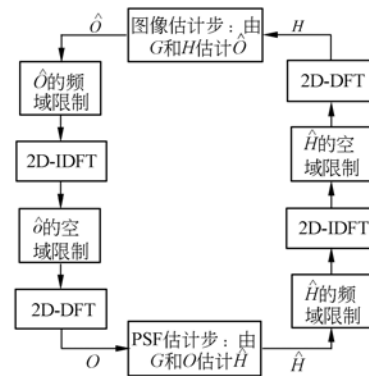 Ô
图像估计步：由
G和H估计Ô
H
Ô的频
域限制
2D-IDFT
ô的空
域限制
2D-DFT
O
PSF估计步：由
G和O估计Ĥ
Ĥ
Ĥ的频
域限制
2D-IDFT
Ĥ的空
域限制
2D-DFT